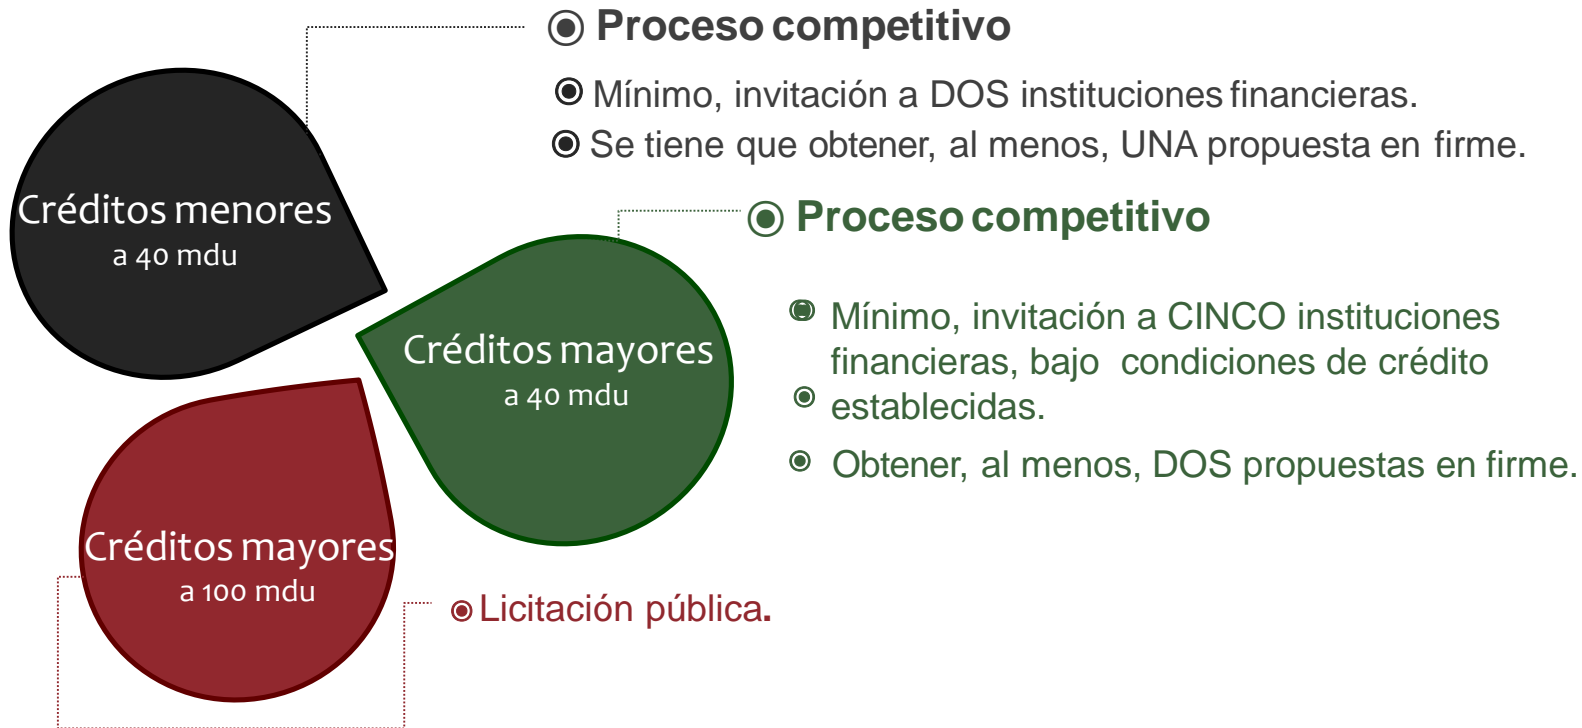 Proceso competitivo
Mínimo, invitación a DOS instituciones financieras.
Se tiene que obtener, al menos, UNA propuesta en firme.
Créditos menores
a 40 mdu
Proceso competitivo
Mínimo, invitación a CINCO instituciones
financieras, bajo condiciones de crédito
establecidas.
Obtener, al menos, DOS propuestas en firme.
Créditos mayores
a 40 mdu
Créditos mayores
a 100 mdu
Licitación pública.